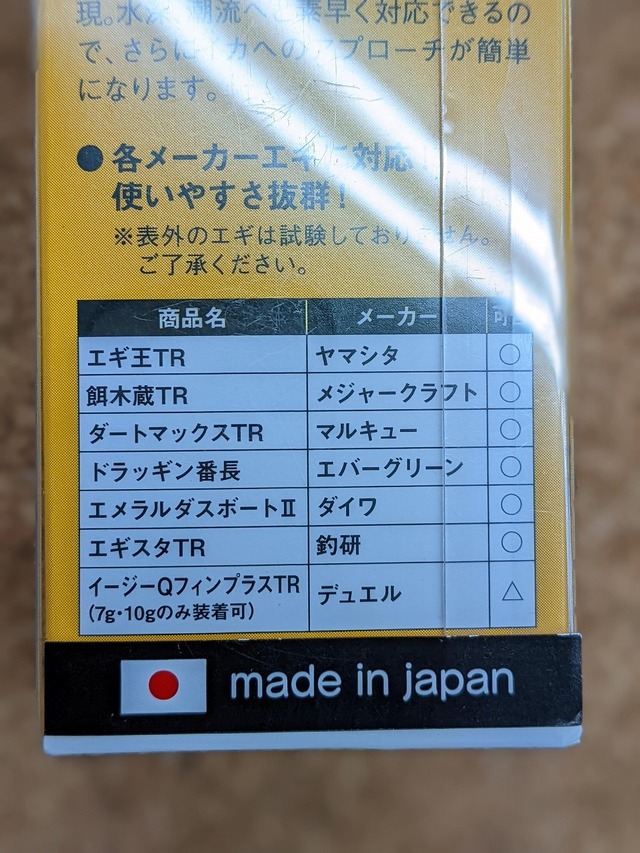 現。水深、潮流へと素早く対応できるの
で、さらにイカへのアプローチが簡単
になります。
●各メーカーエギに対応！
使いやすさ抜群！
※表外のエギは試験しておりません。
ご了承ください。
商品名 メーカー 可
エギ王TR ヤマシタ ○
餌木蔵TR メジャークラフト ○
ダートマックスTR マルキュー ○
ドラッギン番長 エバーグリーン ○
エメラルダスボートⅡ ダイワ ○
エギスタTR 釣研 ○
イージーQフィンプラスTR デュエル △
(7g・10gのみ装着可)
made in japan